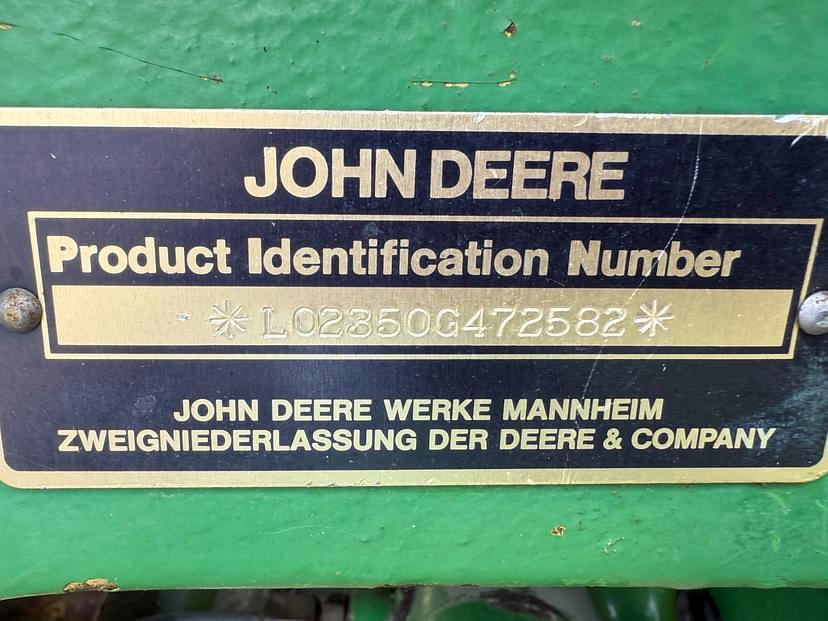 JOHN DEERE
Product Identification Number
*L02350G472582*
JOHN DEERE WERKE MANNHEIM
ZWEIGNIEDERLASSUNG DER DEERE & COMPANY